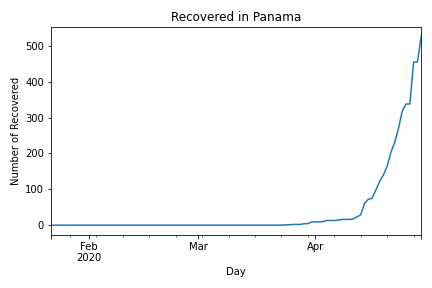 Recovered in Panama
Number of Recovered
500
400
300
200
100
0
Feb
2020
Mar
Apr
Day